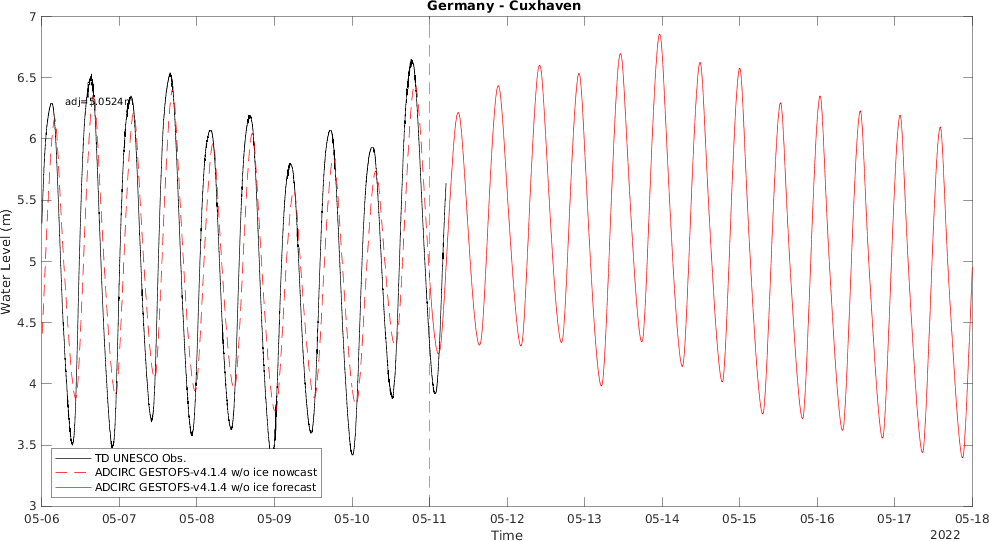 Germany - Cuxhaven
7
6.5
6
5.5
5
4.5
4
3.5
3
Water Level (m)
adj=5.0524m
TD UNESCO Obs.
ADCIRC GESTOFS-v4.1.4 w/o ice nowcast
ADCIRC GESTOFS-v4.1.4 w/o ice forecast
05-06 05-07 05-08 05-09 05-10 05-11 05-12 05-13 05-14 05-15 05-16 05-17 05-18
Time
2022